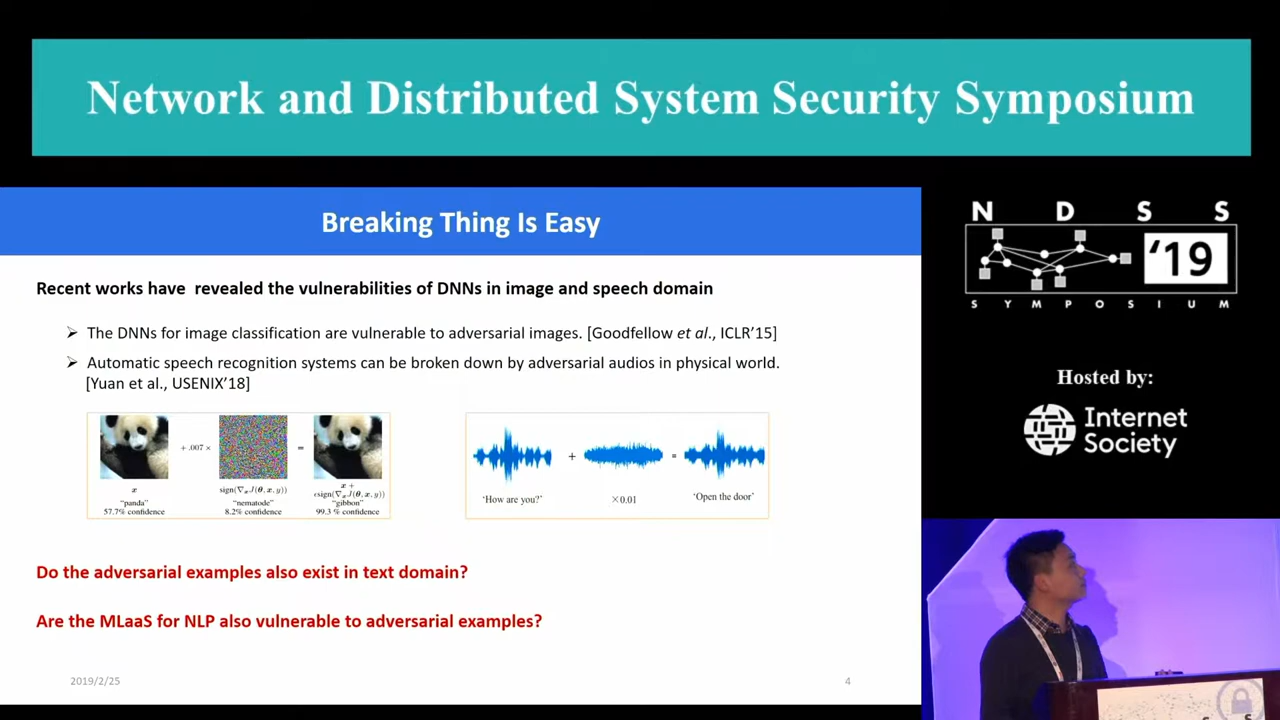 Network and Distributed System Security Symposium
Breaking Thing Is Easy
Recent works have revealed the vulnerabilities of DNNs in image and speech domain
➢ The DNNs for image classification are vulnerable to adversarial images. [Goodfellow et al., ICLR'15]
➢ Automatic speech recognition systems can be broken down by adversarial audios in physical world.
[Yuan et al., USENIX'18]
+ .007 ×
=
x
sign(∇ₓJ(θ, x, y))
x +
ϵsign(∇ₓJ(θ, x, y))
"panda"
"nematode"
"gibbon"
57.7% confidence
8.2% confidence
99.3 % confidence
+
=
'How are you?'
×0.01
'Open the door'
Do the adversarial examples also exist in text domain?
Are the MLaaS for NLP also vulnerable to adversarial examples?
2019/2/25
4
N D S S
'19
S Y M P O S I U M
Hosted by:
Internet
Society